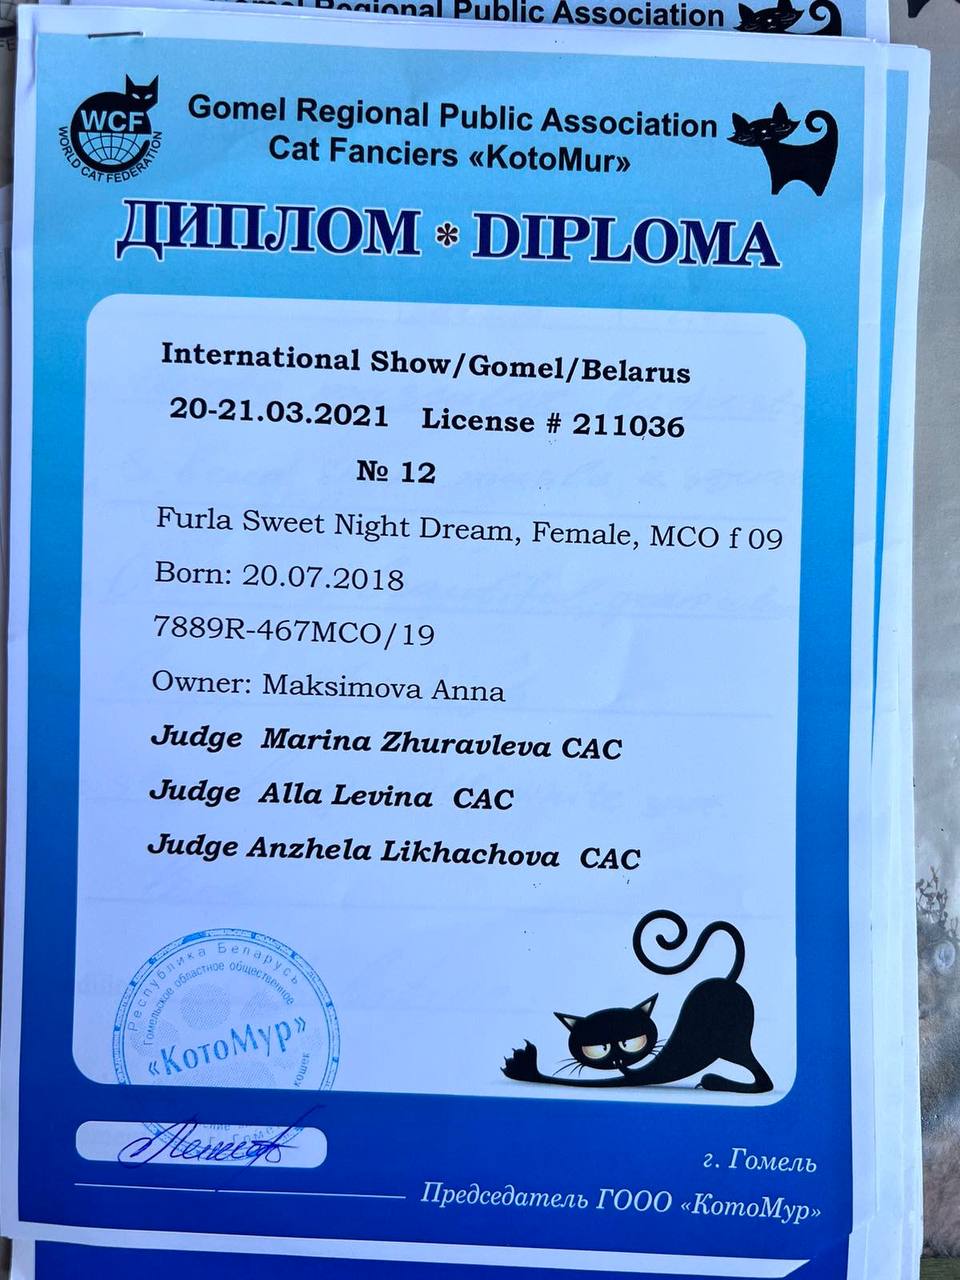 Gomel Regional Public Association
WCF
WORLD CAT FEDERATION
Gomel Regional Public Association
Cat Fanciers «KotoMur»
ДИПЛОМ * DIPLOMA
International Show/Gomel/Belarus
20-21.03.2021 License # 211036
№ 12
Furla Sweet Night Dream, Female, MCO f 09
Born: 20.07.2018
7889R-467MCO/19
Owner: Maksimova Anna
Judge Marina Zhuravleva CAC
Judge Alla Levina CAC
Judge Anzhela Likhachova CAC
Республика Беларусь
Гомельское областное общественное
«КотоМур»
кошек
г. Гомель
Председатель ГООО «КотоМур»